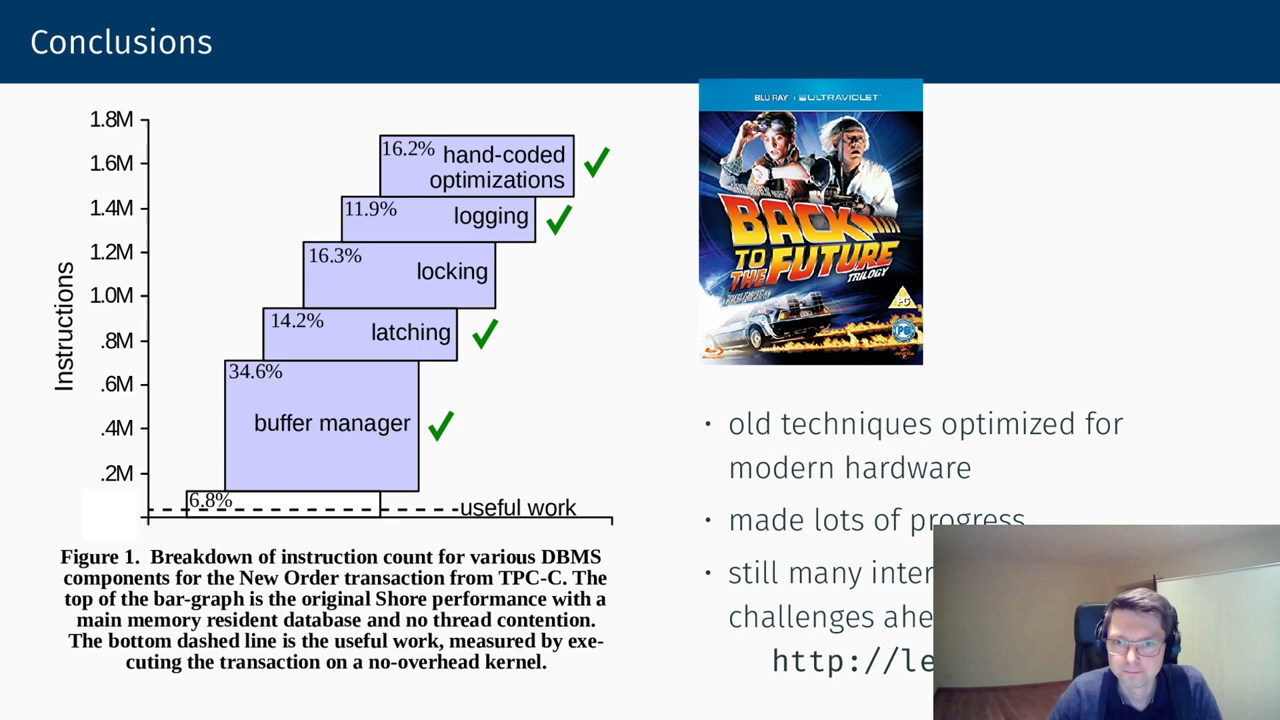 Conclusions
1.8M
1.6M
1.4M
1.2M
1.0M
.8M
.6M
.4M
.2M
Instructions
16.2% hand-coded
optimizations
11.9% logging
16.3%
locking
14.2%
latching
34.6%
buffer manager
6.8%
useful work
Figure 1. Breakdown of instruction count for various DBMS
components for the New Order transaction from TPC-C. The
top of the bar-graph is the original Shore performance with a
main memory resident database and no thread contention.
The bottom dashed line is the useful work, measured by exe-
cuting the transaction on a no-overhead kernel.
BLU RAY + ULTRAVIOLET
BACK
TO
THE FUTURE
TRILOGY
PG
• old techniques optimized for
modern hardware
• made lots of progress
• still many inter
challenges ahe
http://le